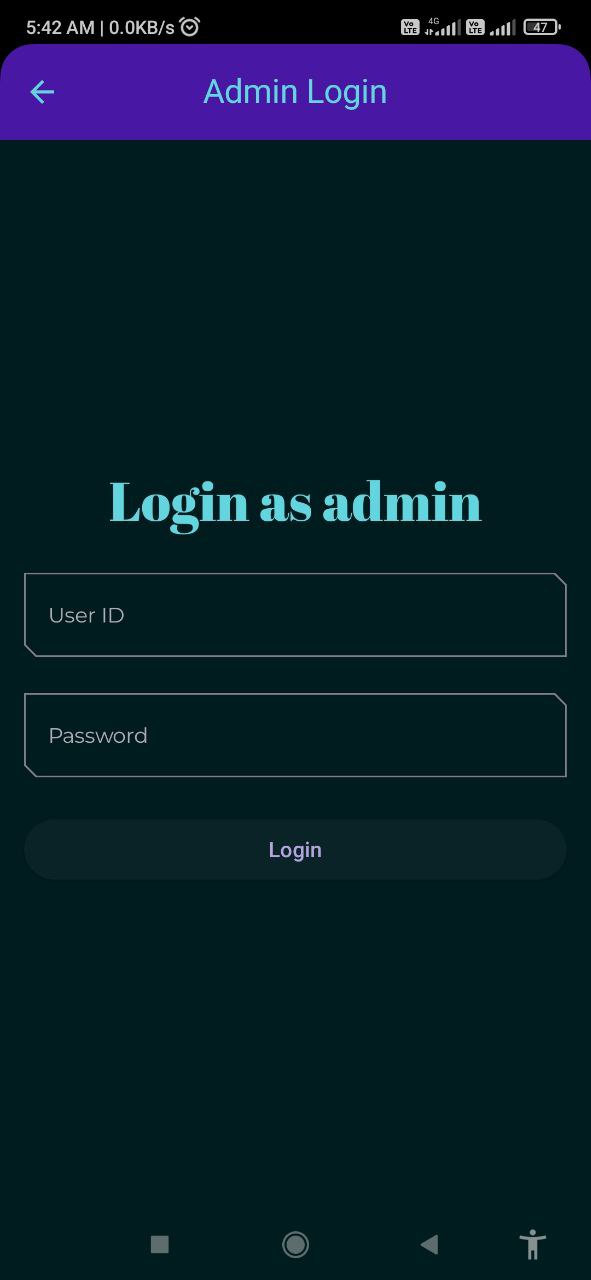 5:42 AM | 0.0KB/s
Vo LTE 4G Vo LTE 47
Admin Login
Login as admin
User ID
Password
Login